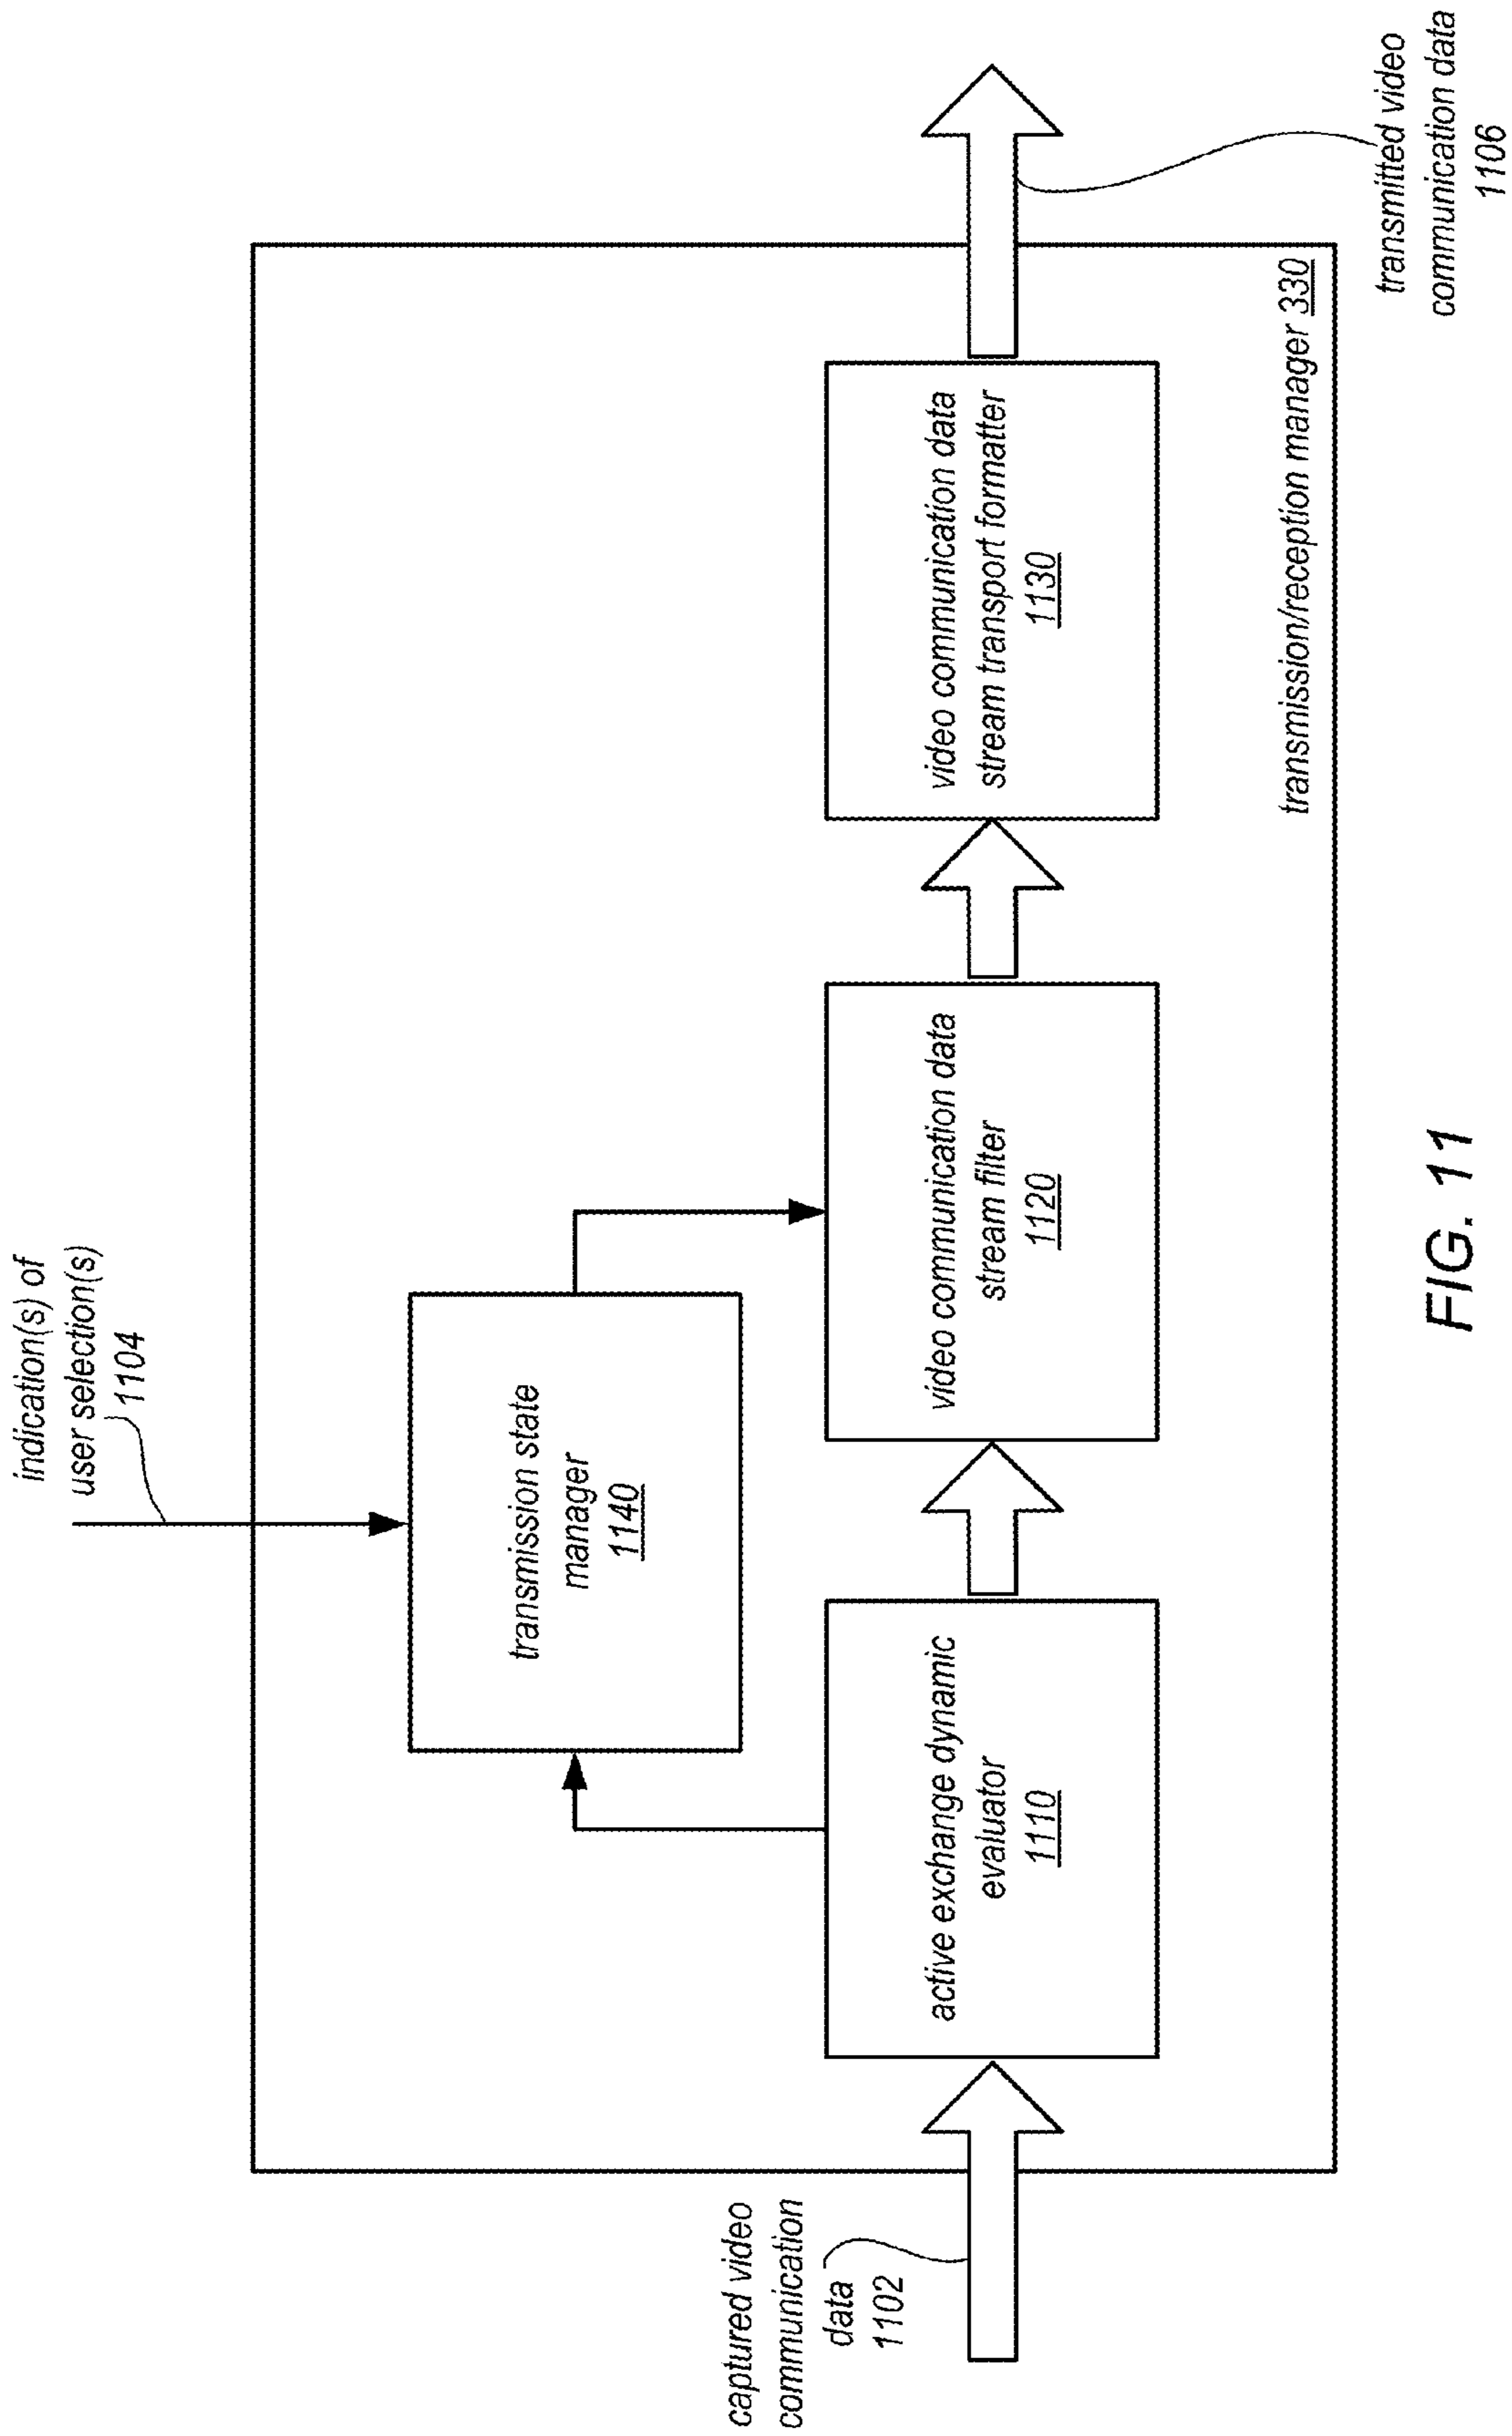 indication(s) of
user selection(s)
1104
transmission state
manager
1140
captured video
communication
data
1102
active exchange dynamic
evaluator
1110
video communication data
stream filter
1120
video communication data
stream transport formatter
1130
transmission/reception manager 330
transmitted video
communication data
1106
FIG. 11